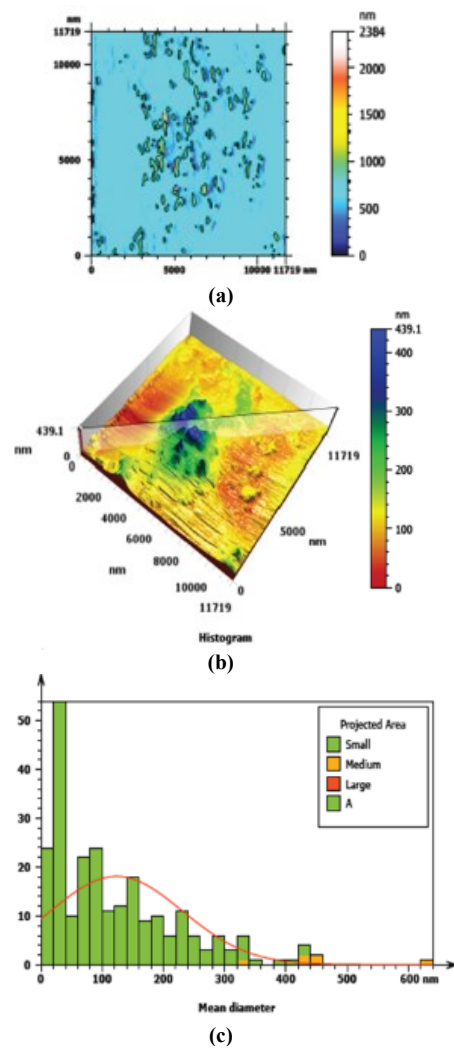 nm
11719
10000
5000
0
0
5000
10000 11719 nm
nm
2384
2000
1500
1000
500
0
(a)
439.1
nm
0
0
2000
4000
6000
nm
8000
10000
11719
0
5000
nm
11719
nm
439.1
400
300
200
100
0
Histogram
(b)
50
40
30
20
10
0
Projected Area
Small
Medium
Large
A
0
100
200
300
400
500
600 nm
Mean diameter
(c)